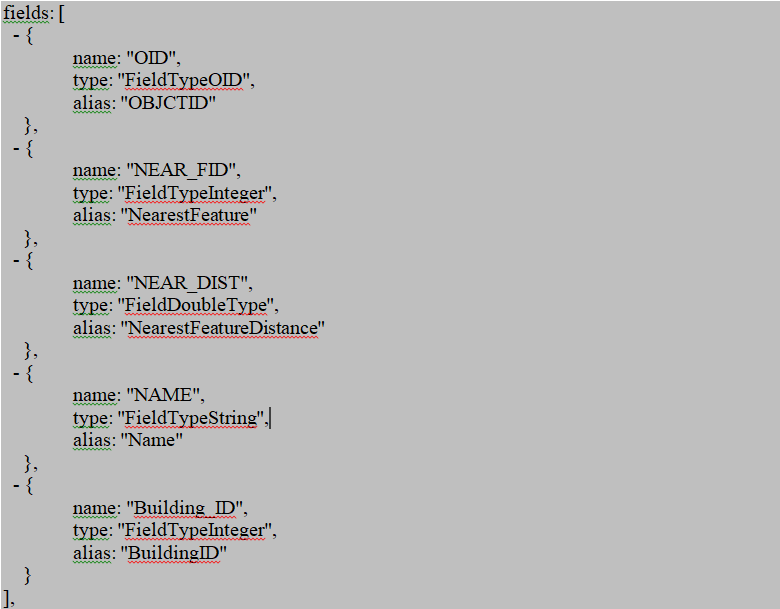 fields: [
- {
name: "OID",
type: "FieldTypeOID",
alias: "OBJCTID"
},
- {
name: "NEAR_FID",
type: "FieldTypeInteger",
alias: "NearestFeature"
},
- {
name: "NEAR_DIST",
type: "FieldDoubleType",
alias: "NearestFeatureDistance"
},
- {
name: "NAME",
type: "FieldTypeString",
alias: "Name"
},
- {
name: "Building_ID",
type: "FieldTypeInteger",
alias: "BuildingID"
}
],